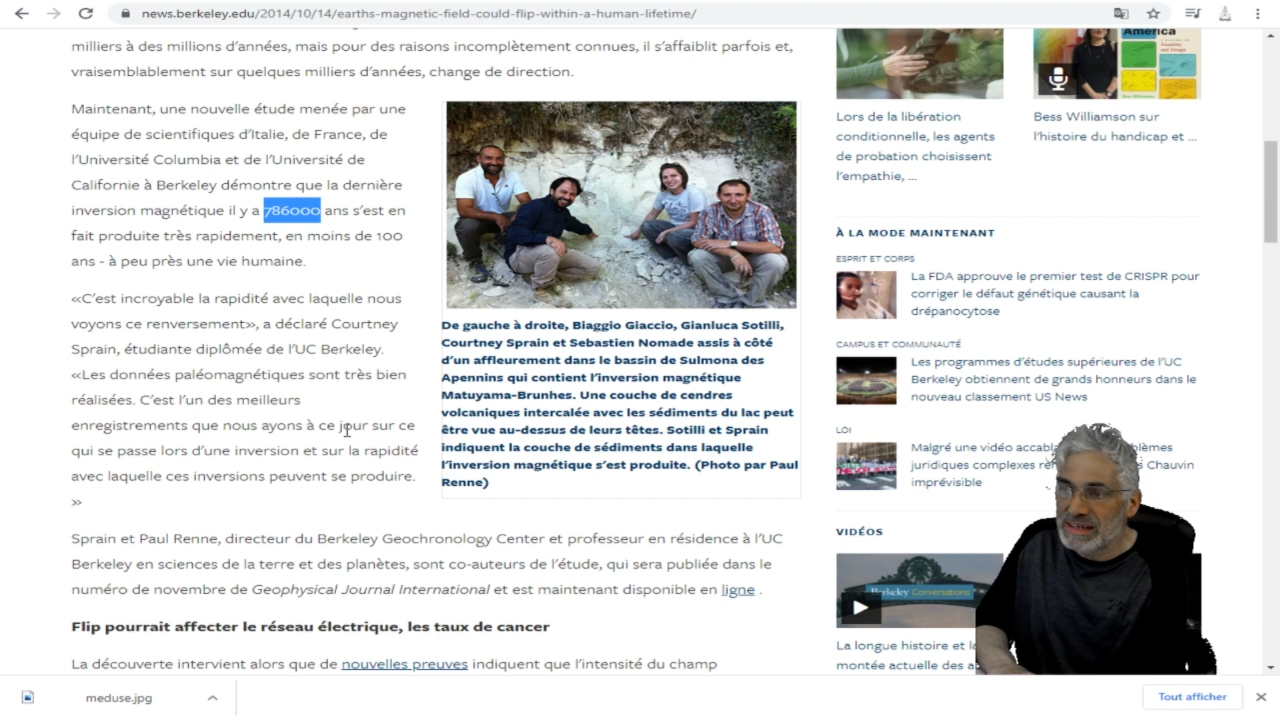 news.berkeley.edu/2014/10/14/earths-magnetic-field-could-flip-within-a-human-lifetime/
milliers à des millions d'années, mais pour des raisons incomplètement connues, il s'affaiblit parfois et,
vraisemblablement sur quelques milliers d'années, change de direction.
Maintenant, une nouvelle étude menée par une
équipe de scientifiques d'Italie, de France, de
l'Université Columbia et de l'Université de
Californie à Berkeley démontre que la dernière
inversion magnétique il y a 786000 ans s'est en
fait produite très rapidement, en moins de 100
ans - à peu près une vie humaine.
«C'est incroyable la rapidité avec laquelle nous
voyons ce renversement», a déclaré Courtney
Sprain, étudiante diplômée de l'UC Berkeley.
«Les données paléomagnétiques sont très bien
réalisées. C'est l'un des meilleurs
enregistrements que nous ayons à ce jour sur ce
qui se passe lors d'une inversion et sur la rapidité
avec laquelle ces inversions peuvent se produire.
»
De gauche à droite, Biaggio Giaccio, Gianluca Sotilli,
Courtney Sprain et Sebastien Nomade assis à côté
d'un affleurement dans le bassin de Sulmona des
Apennins qui contient l'inversion magnétique
Matuyama-Brunhes. Une couche de cendres
volcaniques intercalée avec les sédiments du lac peut
être vue au-dessus de leurs têtes. Sotilli et Sprain
indiquent la couche de sédiments dans laquelle
l'inversion magnétique s'est produite. (Photo par Paul
Renne)
Sprain et Paul Renne, directeur du Berkeley Geochronology Center et professeur en résidence à l'UC
Berkeley en sciences de la terre et des planètes, sont co-auteurs de l'étude, qui sera publiée dans le
numéro de novembre de Geophysical Journal International et est maintenant disponible en ligne .
Flip pourrait affecter le réseau électrique, les taux de cancer
La découverte intervient alors que de nouvelles preuves indiquent que l'intensité du champ
America
Lors de la libération
conditionnelle, les agents
de probation choisissent
l'empathie, ...
Bess Williamson sur
l'histoire du handicap et ...
À LA MODE MAINTENANT
ESPRIT ET CORPS
La FDA approuve le premier test de CRISPR pour
corriger le défaut génétique causant la
drépanocytose
CAMPUS ET COMMUNAUTÉ
Les programmes d'études supérieures de l'UC
Berkeley obtiennent de grands honneurs dans le
nouveau classement US News
LOI
Malgré une vidéo
juridiques complexes Chauvin
imprévisible
VIDÉOS
Berkeley Conversations
La longue histoire et
montée actuelle des
meduse.jpg
Tout afficher